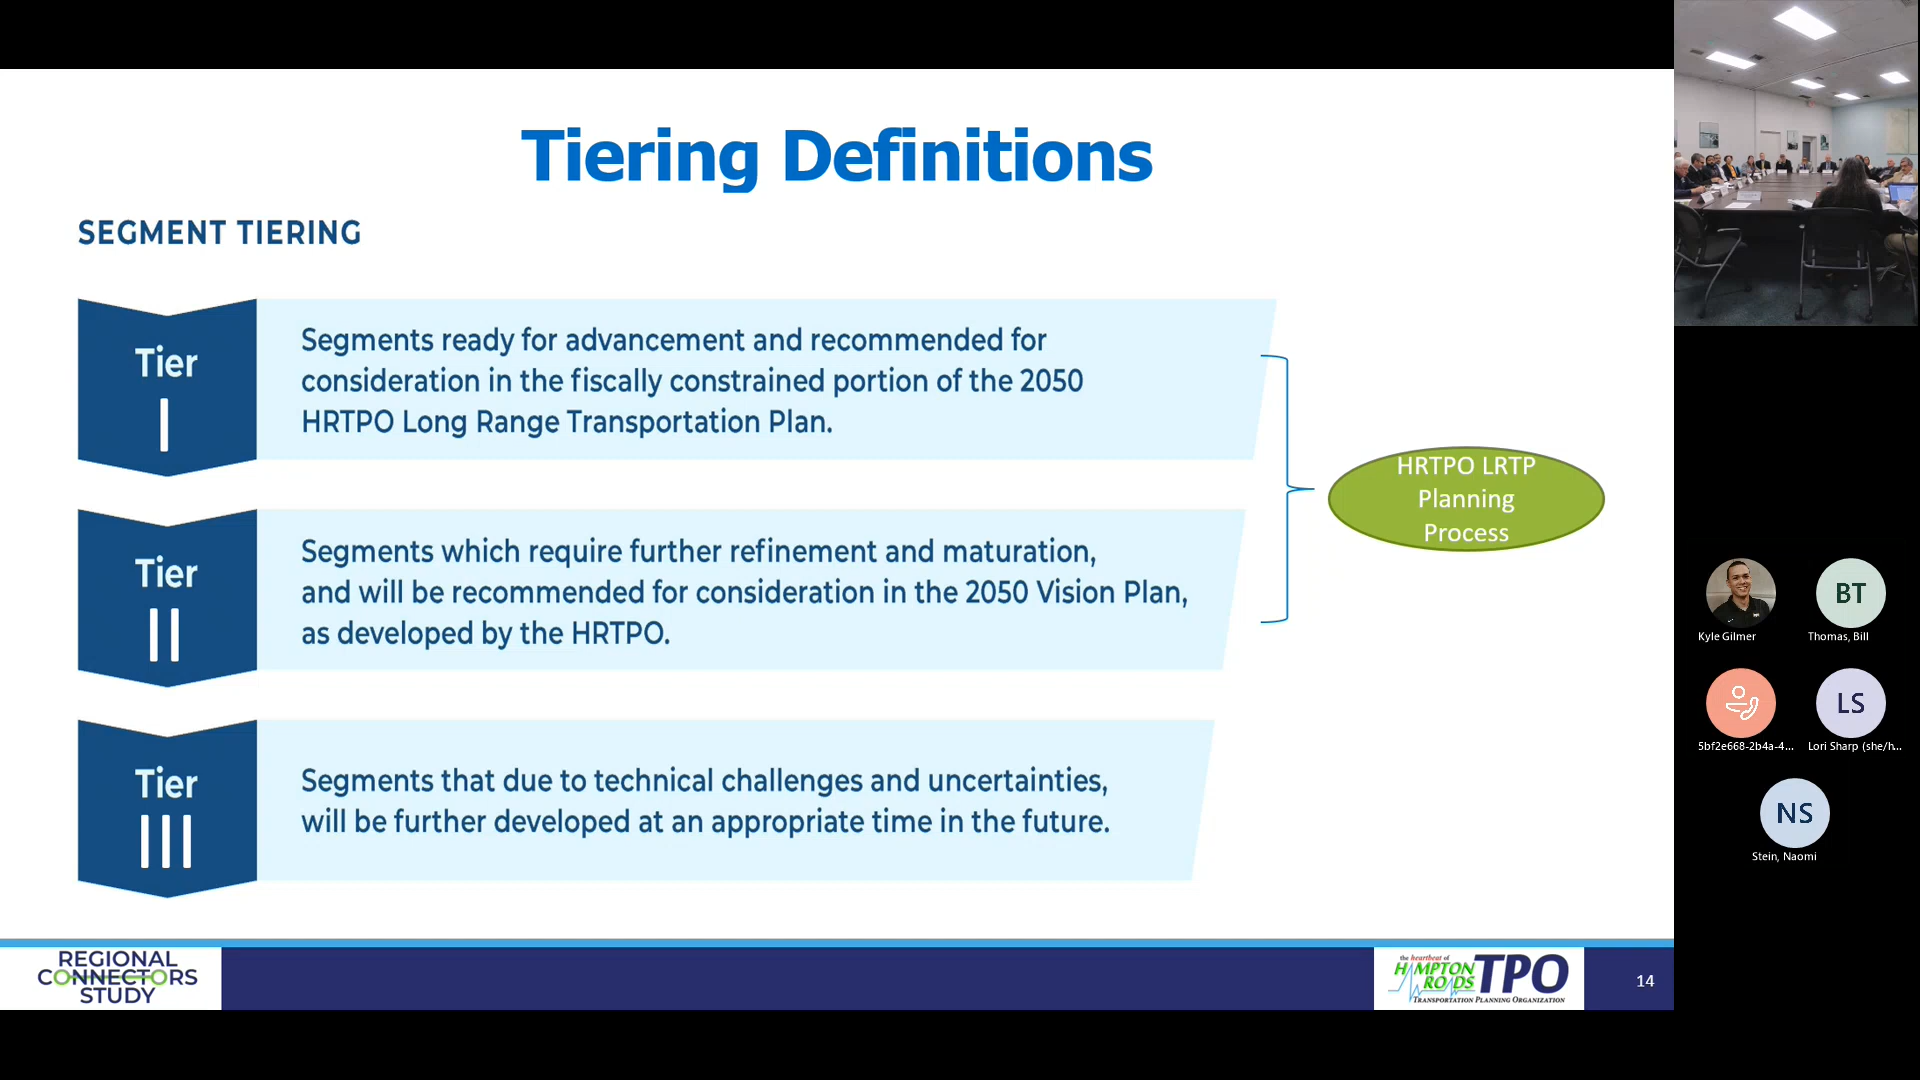 Tiering Definitions
SEGMENT TIERING
Tier
I
Segments ready for advancement and recommended for
consideration in the fiscally constrained portion of the 2050
HRTPO Long Range Transportation Plan.
Tier
II
Segments which require further refinement and maturation,
and will be recommended for consideration in the 2050 Vision Plan,
as developed by the HRTPO.
Tier
III
Segments that due to technical challenges and uncertainties,
will be further developed at an appropriate time in the future.
HRTPO LRTP
Planning
Process
REGIONAL
CONNECTORS
STUDY
the heartbeat of
HAMPTON
ROADS
TPO
TRANSPORTATION PLANNING ORGANIZATION
14
Kyle Gilmer
BT
Thomas, Bill
5bf2e668-2b4a-4...
LS
Lori Sharp (she/h...
NS
Stein, Naomi